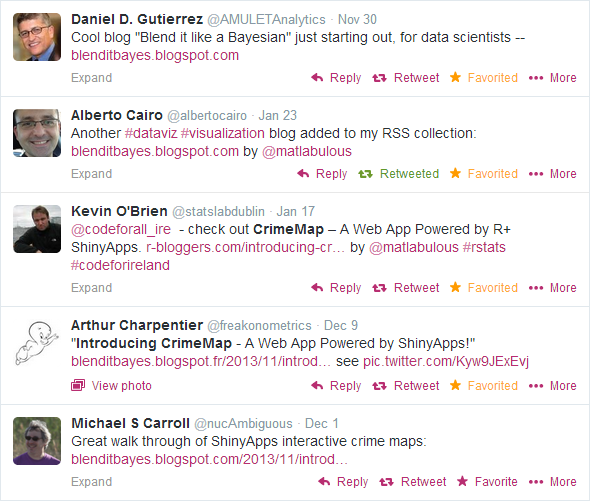 Daniel D. Gutierrez @AMULETAnalytics · Nov 30
Cool blog "Blend it like a Bayesian" just starting out, for data scientists --
blenditbayes.blogspot.com
Expand Reply Retweet Favorited More
Alberto Cairo @albertocairo · Jan 23
Another #dataviz #visualization blog added to my RSS collection:
blenditbayes.blogspot.com by @matlabulous
Expand Reply Retweeted Favorited More
Kevin O'Brien @statslabdublin · Jan 17
@codeforall_ire - check out CrimeMap – A Web App Powered by R+
ShinyApps. r-bloggers.com/introducing-cr… by @matlabulous #rstats
#codeforireland
Expand Reply Retweet Favorited More
Arthur Charpentier @freakonometrics · Dec 9
"Introducing CrimeMap - A Web App Powered by ShinyApps!"
blenditbayes.blogspot.fr/2013/11/introd… see pic.twitter.com/Kyw9JExEvj
View photo Reply Retweet Favorited More
Michael S Carroll @nucAmbiguous · Dec 1
Great walk through of ShinyApps interactive crime maps:
blenditbayes.blogspot.com/2013/11/introd…
Expand Reply Retweet Favorite More